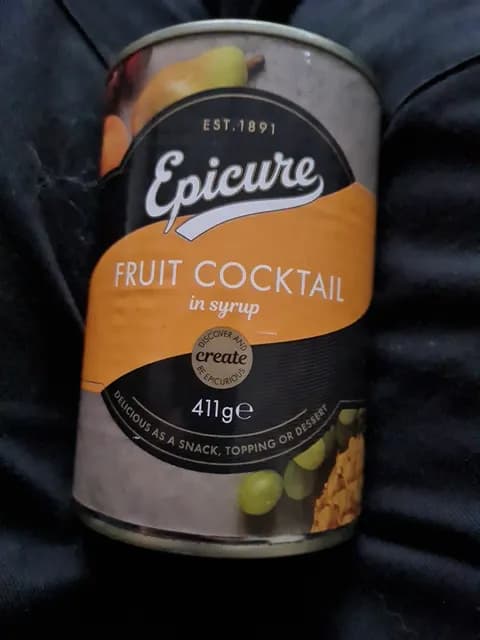 EST.1891
Epicure
FRUIT COCKTAIL
in syrup
DISCOVER AND
create
BE EPICURIOUS
411g℮
DELICIOUS AS A SNACK, TOPPING OR DESSERT